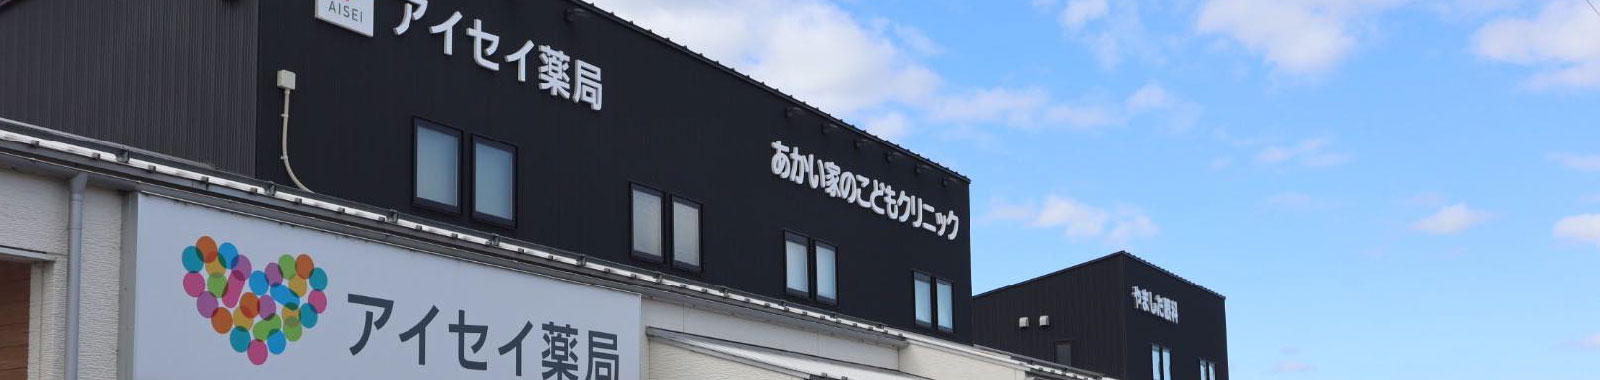 AISEI
アイセイ薬局
あかい家のこどもクリニック
やました眼科
アイセイ薬局